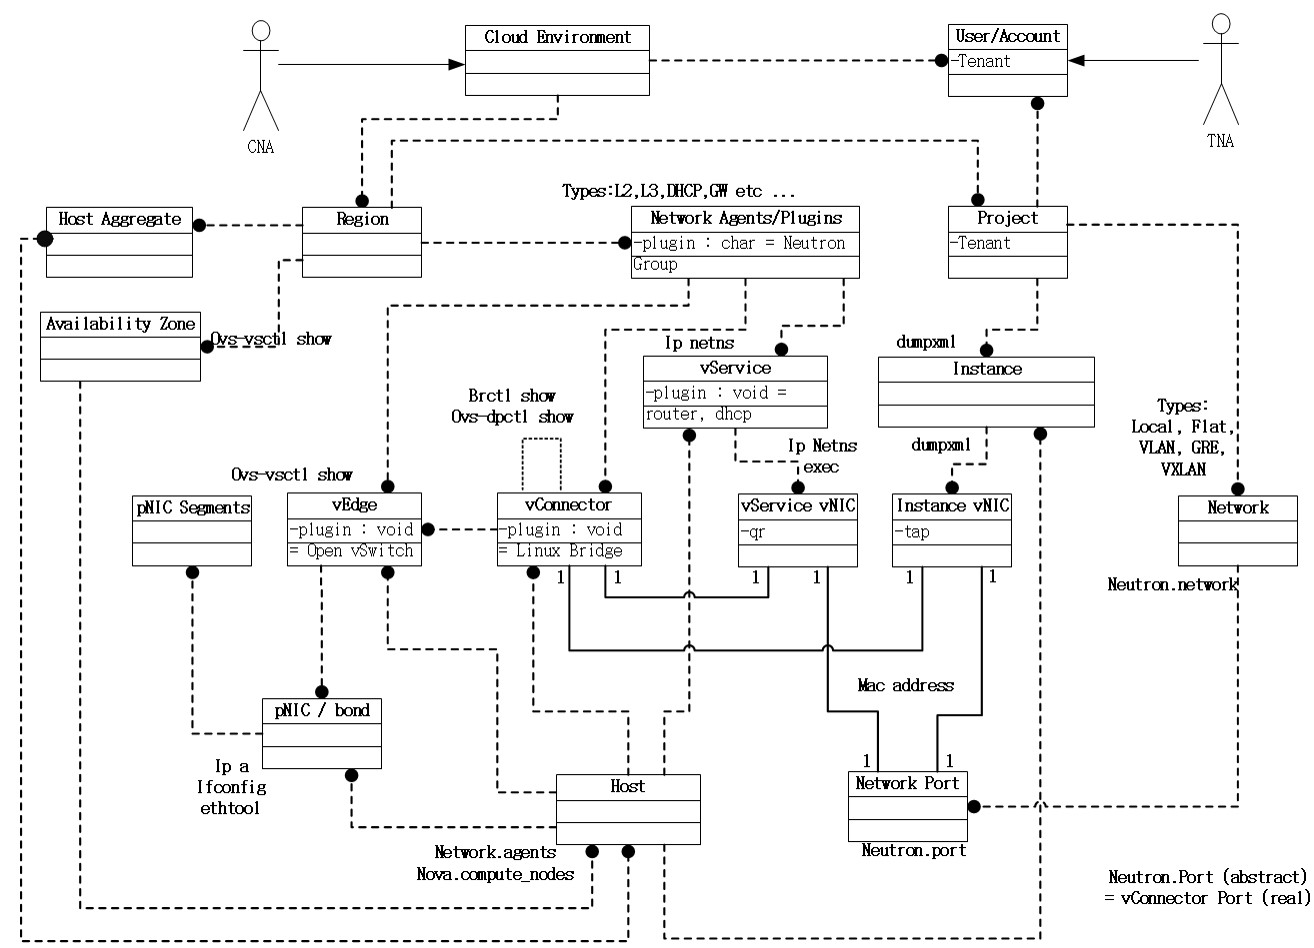 Cloud Environment
User/Account
-Tenant
CNA
TNA
Types:L2,L3,DHCP,GW etc ...
Host Aggregate
Region
Network Agents/Plugins
-plugin : char = Neutron
Group
Project
-Tenant
Availability Zone
Ovs-vsctl show
Ip netns
dumpxml
vService
-plugin : void =
router, dhcp
Instance
Brctl show
Ovs-dpctl show
Types:
Local, Flat,
VLAN, GRE,
VXLAN
Ip Netns
exec
dumpxml
Ovs-vsctl show
pNIC Segments
vEdge
-plugin : void
= Open vSwitch
vConnector
-plugin : void
= Linux Bridge
vService vNIC
-qr
Instance vNIC
-tap
Network
1
1
1
1
1
1
Neutron.network
Mac address
pNIC / bond
Ip a
Ifconfig
ethtool
1
1
Host
Network Port
Network.agents
Nova.compute_nodes
Neutron.port
Neutron.Port (abstract)
= vConnector Port (real)